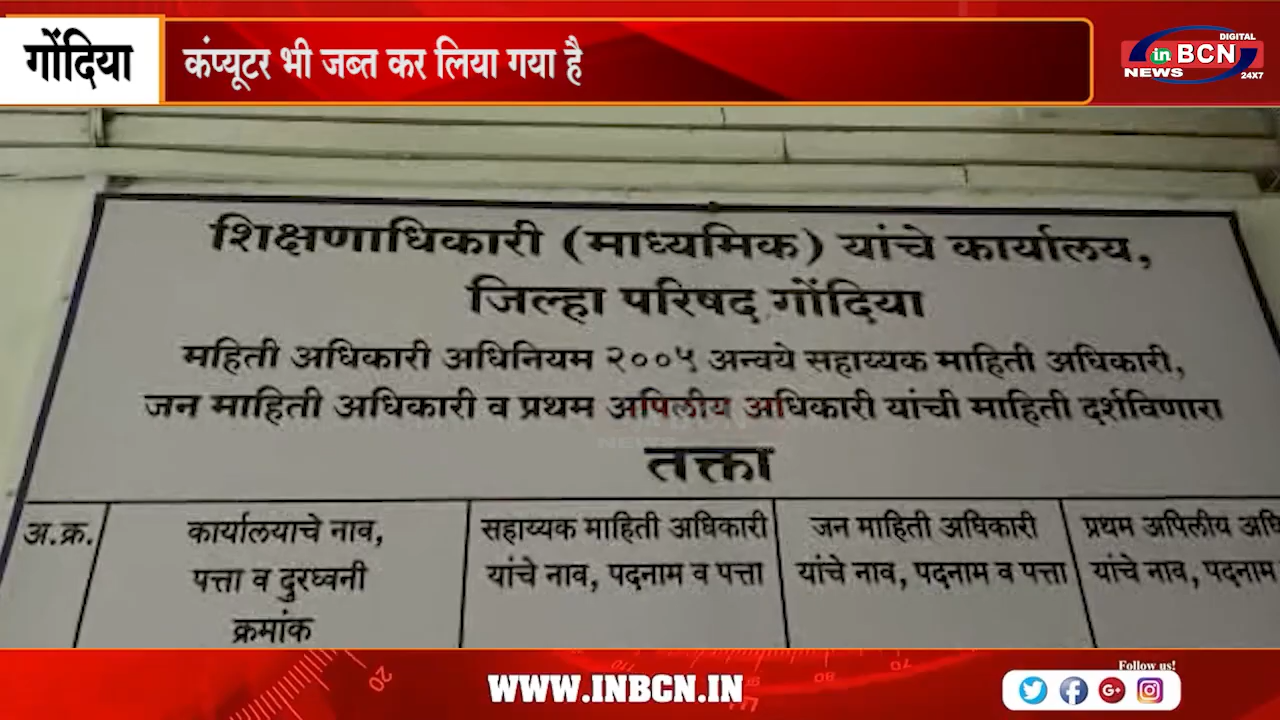 गोंदिया
कंप्यूटर भी जब्त कर लिया गया है
DIGITAL
in BCN
NEWS
24X7
शिक्षणाधिकारी (माध्यमिक) यांचे कार्यालय,
जिल्हा परिषद गोंदिया
महिती अधिकारी अधिनियम २००५ अन्वये सहाय्यक माहिती अधिकारी,
जन माहिती अधिकारी व प्रथम अपिलीय अधिकारी यांची माहिती दर्शविणारा
तक्ता
अ.क्र.
कार्यालयाचे नाव,
पत्ता व दुरध्वनी
क्रमांक
सहाय्यक माहिती अधिकारी
यांचे नाव, पदनाम व पत्ता
जन माहिती अधिकारी
यांचे नाव, पदनाम व पत्ता
प्रथम अपिलीय अधि
यांचे नाव, पदनाम
WWW.INBCN.IN
Follow us!